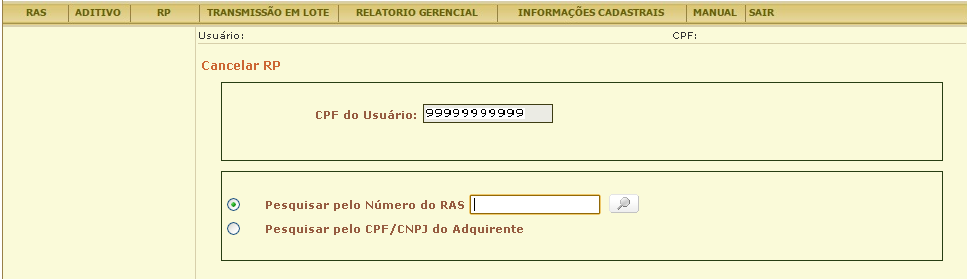 RAS ADITIVO RP TRANSMISSÃO EM LOTE RELATORIO GERENCIAL INFORMAÇÕES CADASTRAIS MANUAL SAIR
Usuário: CPF:
Cancelar RP
CPF do Usuário: 99999999999
Pesquisar pelo Número do RAS
Pesquisar pelo CPF/CNPJ do Adquirente